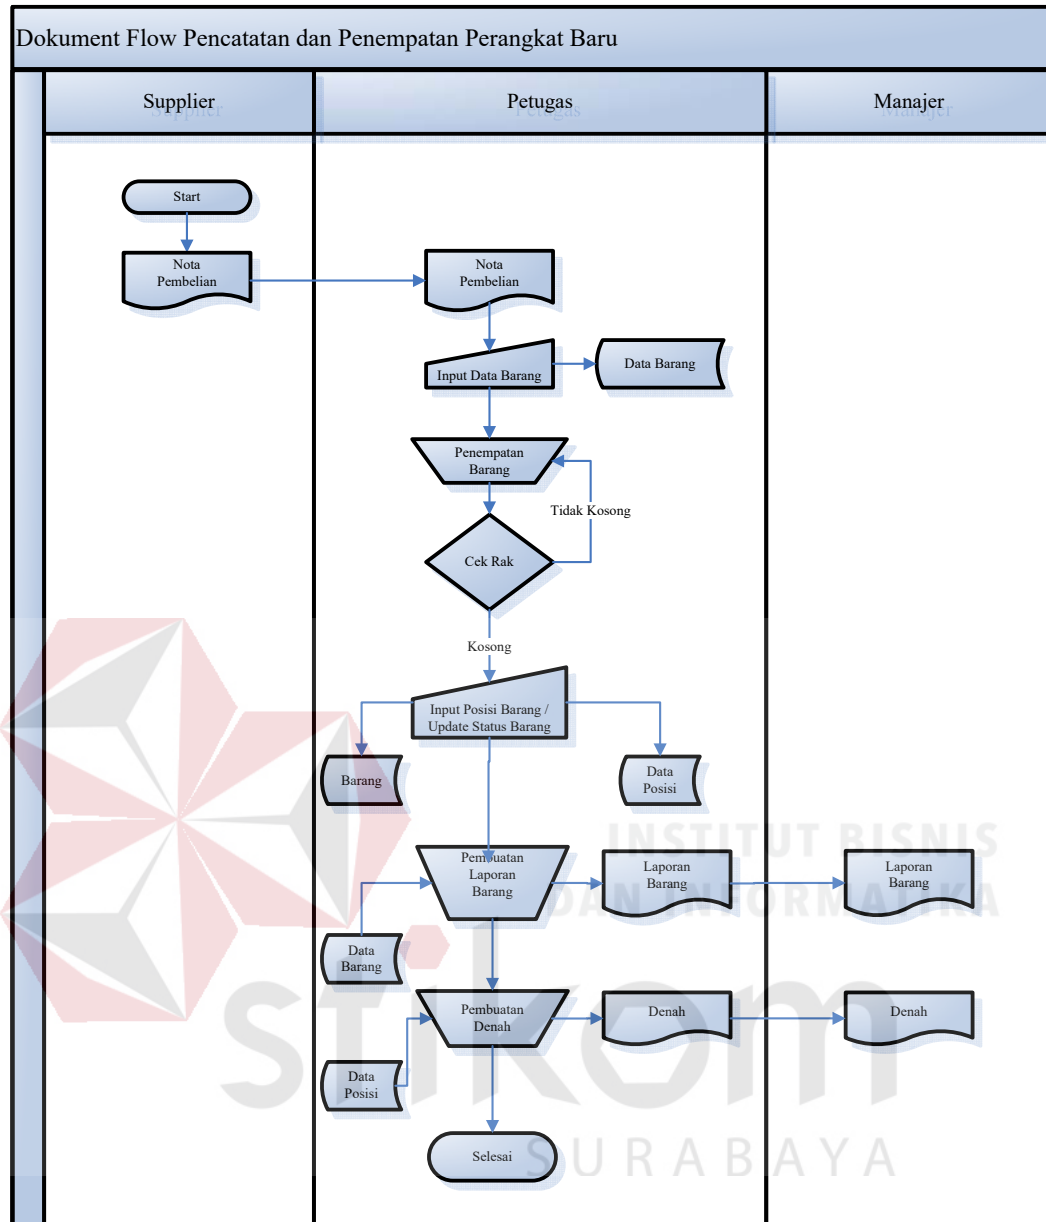 Dokument Flow Pencatatan dan Penempatan Perangkat Baru
Supplier
Petugas
Manajer
Start
Nota
Pembelian
Nota
Pembelian
Input Data Barang
Data Barang
Penempatan
Barang
Tidak Kosong
Cek Rak
Kosong
Input Posisi Barang /
Update Status Barang
Barang
Data
Posisi
Pembuatan
Laporan
Barang
Laporan
Barang
Laporan
Barang
Data
Barang
Pembuatan
Denah
Denah
Denah
Data
Posisi
Selesai
INSTITUT BISNIS
DAN INFORMATIKA
stikom
SURABAYA